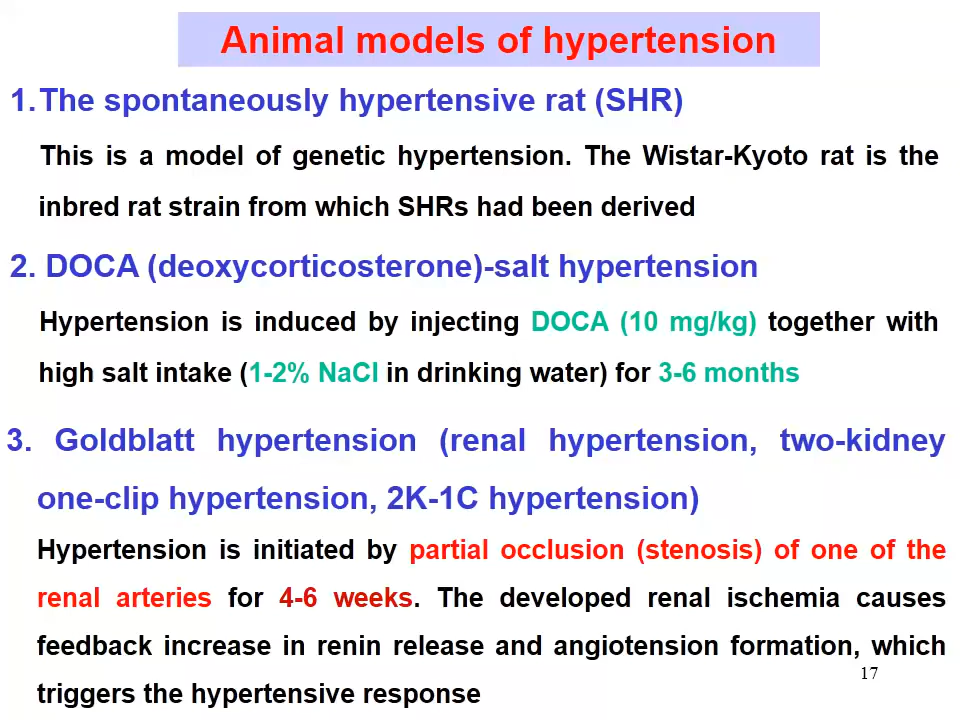 Animal models of hypertension
1. The spontaneously hypertensive rat (SHR)
This is a model of genetic hypertension. The Wistar-Kyoto rat is the
inbred rat strain from which SHRs had been derived
2. DOCA (deoxycorticosterone)-salt hypertension
Hypertension is induced by injecting DOCA (10 mg/kg) together with
high salt intake (1-2% NaCl in drinking water) for 3-6 months
3. Goldblatt hypertension (renal hypertension, two-kidney
one-clip hypertension, 2K-1C hypertension)
Hypertension is initiated by partial occlusion (stenosis) of one of the
renal arteries for 4-6 weeks. The developed renal ischemia causes
feedback increase in renin release and angiotension formation, which
triggers the hypertensive response
17